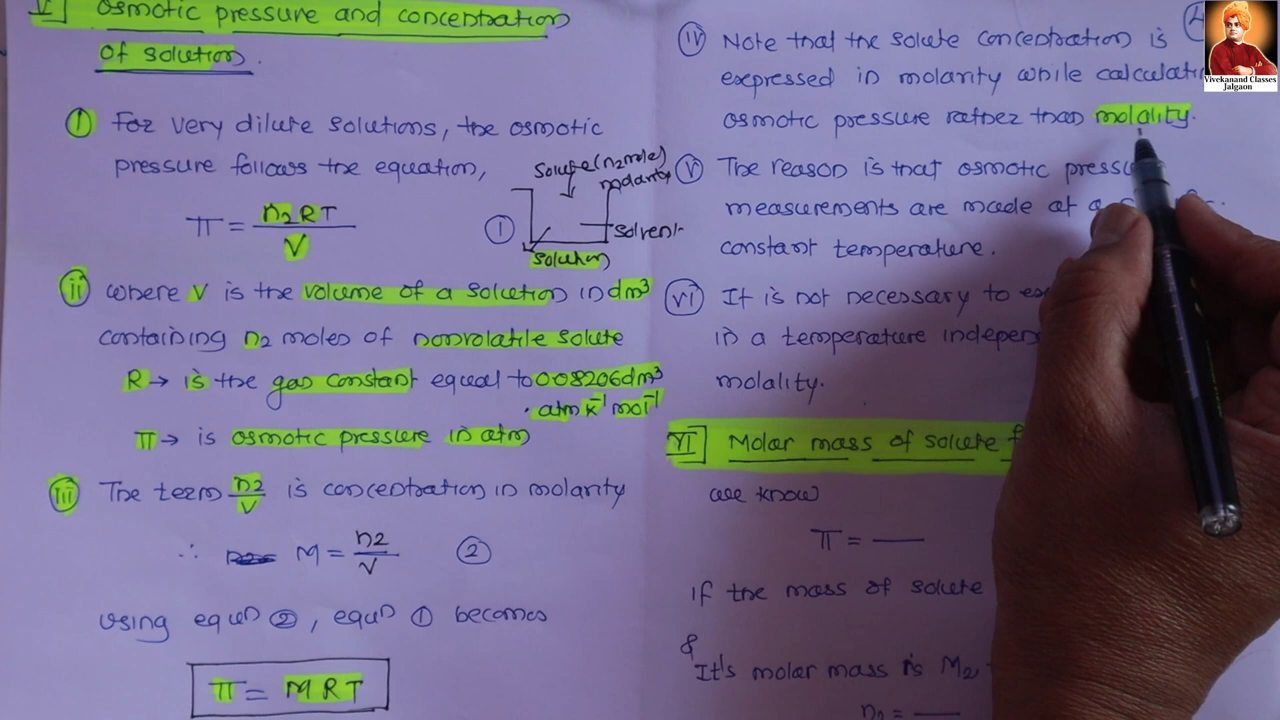 V] Osmotic pressure and concentration
of solution.
i) For very dilute solutions, the osmotic
pressure follows the equation,
π = n2RT / V
Solute (n2 mole)
molarity
① Solvent
Solution
ii) where V is the volume of a solution in dm³
containing n2 moles of nonvolatile solute
R → is the gas constant equal to 0.08206 dm³
. atm K⁻¹ mol⁻¹
π → is osmotic pressure in atm
iii) The term n2/V is concentration in molarity
∴ M = n2/V ②
using equn ②, equn ① becomes
π = MRT
iv) Note that the solute concentration is
expressed in molarity while
osmotic pressure rather than molality.
v) The reason is that osmotic
measurements are made at a
constant temperature.
vi) It is not necessary to
in a temperature
molality.
VI] Molar mass of solute
we know
π = —
If the mass of solute
& It's molar mass is M2
n2 = —
Vivekanand Classes
Jalgaon